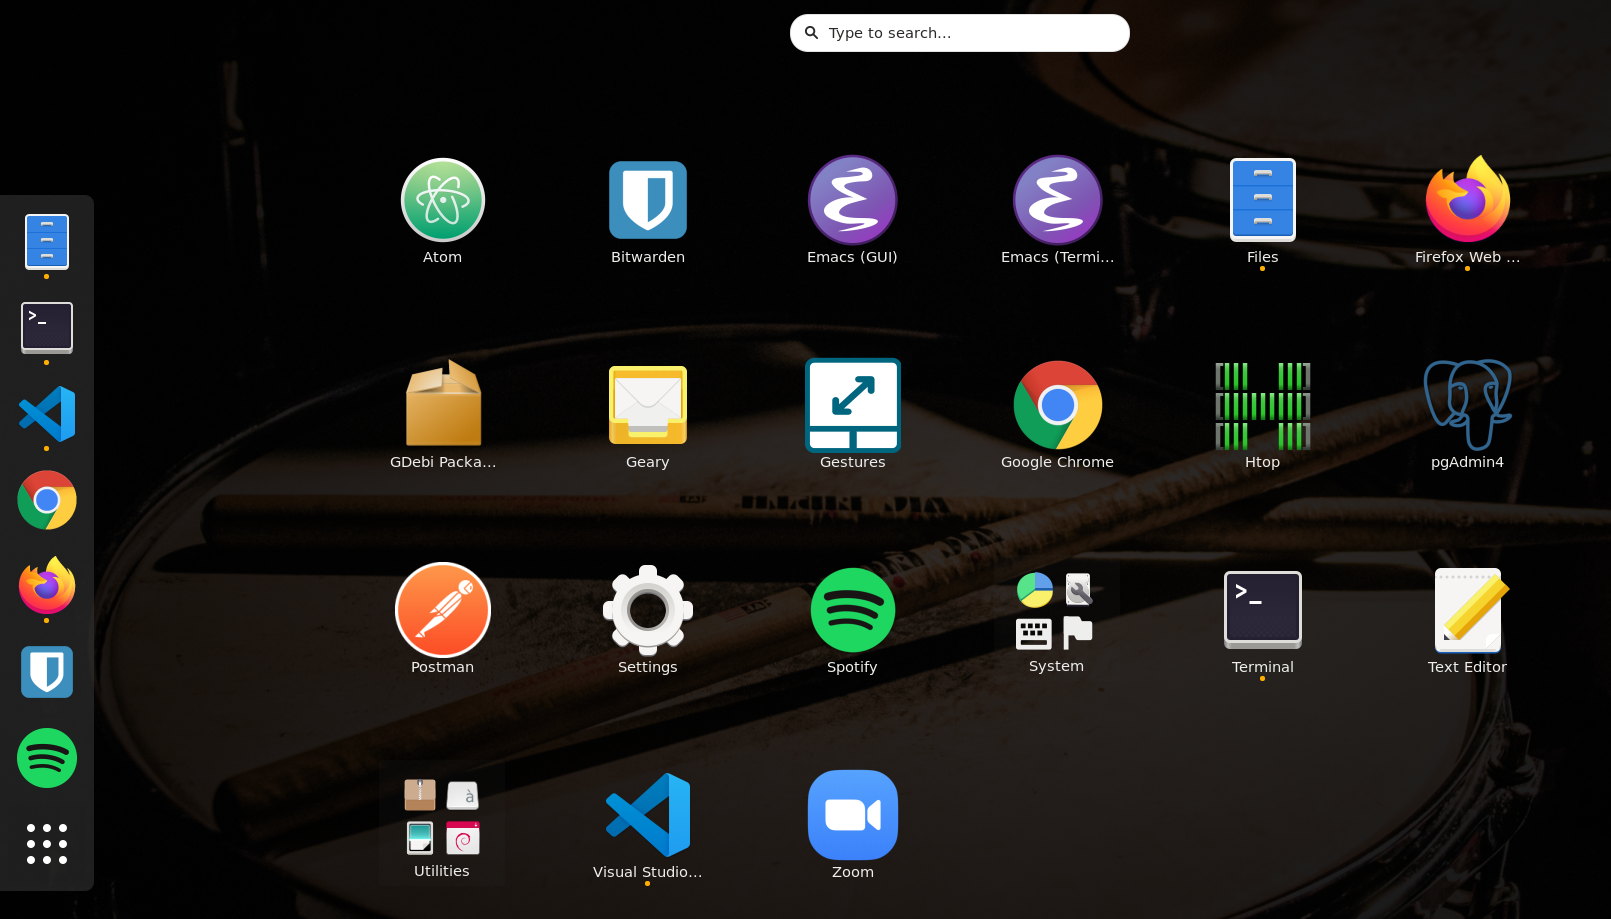 Type to search...
Atom
Bitwarden
Emacs (GUI)
Emacs (Termi...
Files
Firefox Web ...
GDebi Packa...
Geary
Gestures
Google Chrome
Htop
pgAdmin4
Postman
Settings
Spotify
System
Terminal
Text Editor
Utilities
Visual Studio...
Zoom